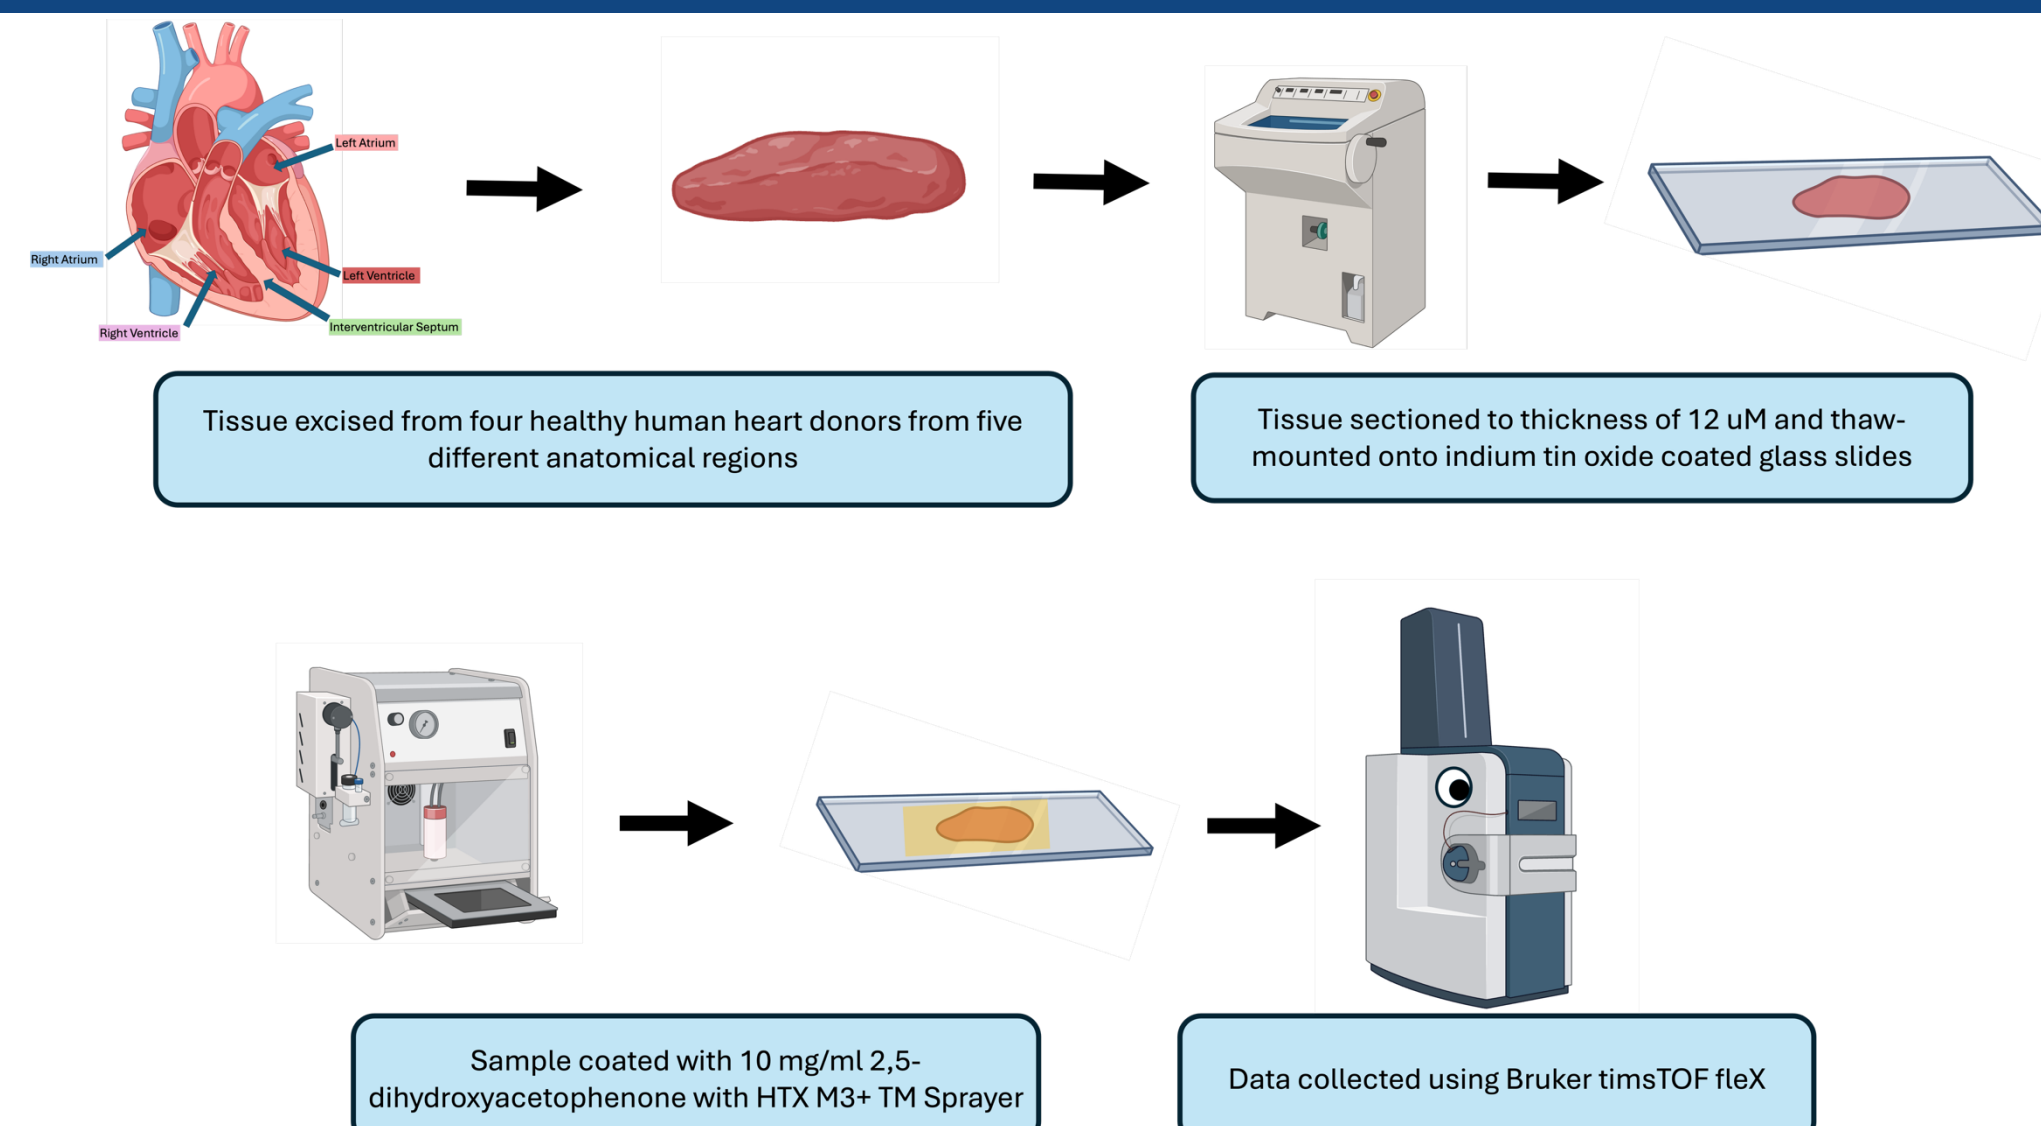 Left Atrium
Right Atrium
Left Ventricle
Interventricular Septum
Right Ventricle
Tissue excised from four healthy human heart donors from five
different anatomical regions
Tissue sectioned to thickness of 12 uM and thaw-
mounted onto indium tin oxide coated glass slides
Sample coated with 10 mg/ml 2,5-
dihydroxyacetophenone with HTX M3+ TM Sprayer
Data collected using Bruker timsTOF fleX